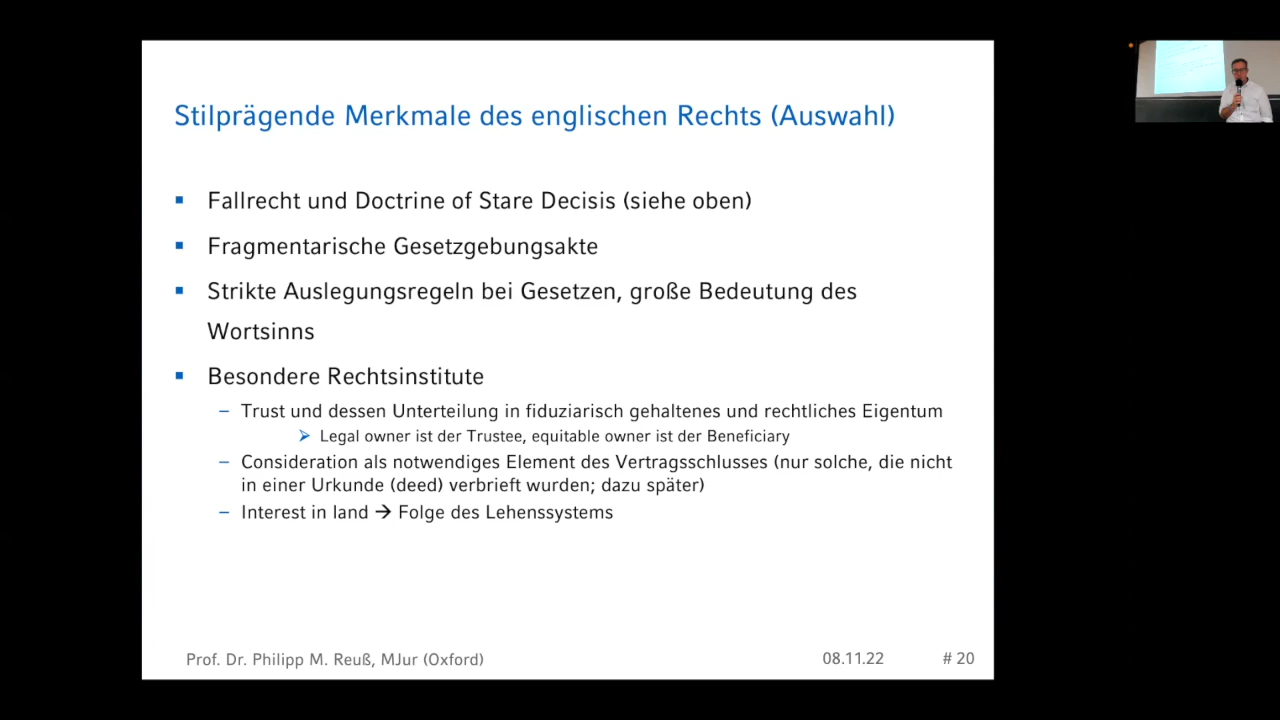 Stilprägende Merkmale des englischen Rechts (Auswahl)
▪ Fallrecht und Doctrine of Stare Decisis (siehe oben)
▪ Fragmentarische Gesetzgebungsakte
▪ Strikte Auslegungsregeln bei Gesetzen, große Bedeutung des
Wortsinns
▪ Besondere Rechtsinstitute
– Trust und dessen Unterteilung in fiduziarisch gehaltenes und rechtliches Eigentum
➢ Legal owner ist der Trustee, equitable owner ist der Beneficiary
– Consideration als notwendiges Element des Vertragsschlusses (nur solche, die nicht
in einer Urkunde (deed) verbrieft wurden; dazu später)
– Interest in land → Folge des Lehenssystems
Prof. Dr. Philipp M. Reuß, MJur (Oxford) 08.11.22 # 20